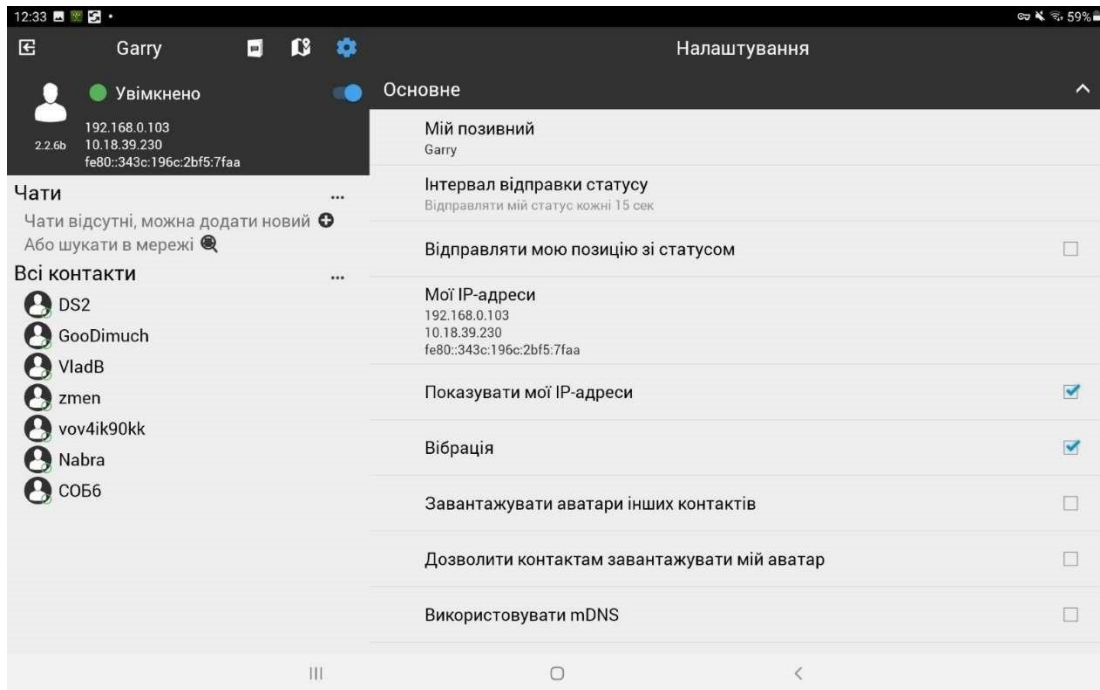 12:33
59%
Garry
Увімкнено
2.2.6b
192.168.0.103
10.18.39.230
fe80::343c:196c:2bf5:7faa
Чати
...
Чати відсутні, можна додати новий
Або шукати в мережі
Всі контакти
...
DS2
GooDimuch
VladB
zmen
vov4ik90kk
Nabra
СОБ6
Налаштування
Основне
Мій позивний
Garry
Інтервал відправки статусу
Відправляти мій статус кожні 15 сек
Відправляти мою позицію зі статусом
Мої IP-адреси
192.168.0.103
10.18.39.230
fe80::343c:196c:2bf5:7faa
Показувати мої IP-адреси
Вібрація
Завантажувати аватари інших контактів
Дозволити контактам завантажувати мій аватар
Використовувати mDNS